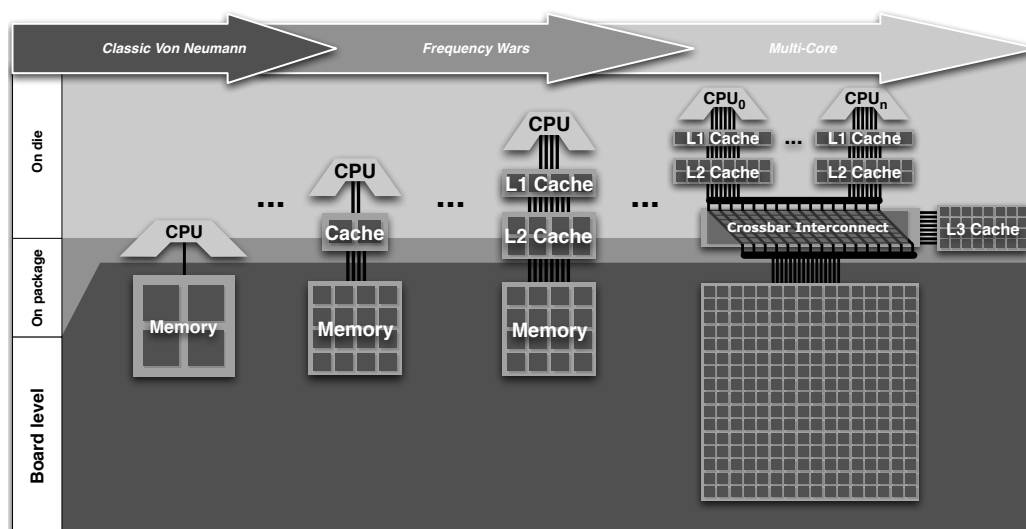 Classic Von Neumann
Frequency Wars
Multi-Core
On die
On package
Board level
CPU
Memory
...
CPU
Cache
Memory
...
CPU
L1 Cache
L2 Cache
Memory
...
CPU0
L1 Cache
L2 Cache
...
CPUn
L1 Cache
L2 Cache
Crossbar Interconnect
L3 Cache